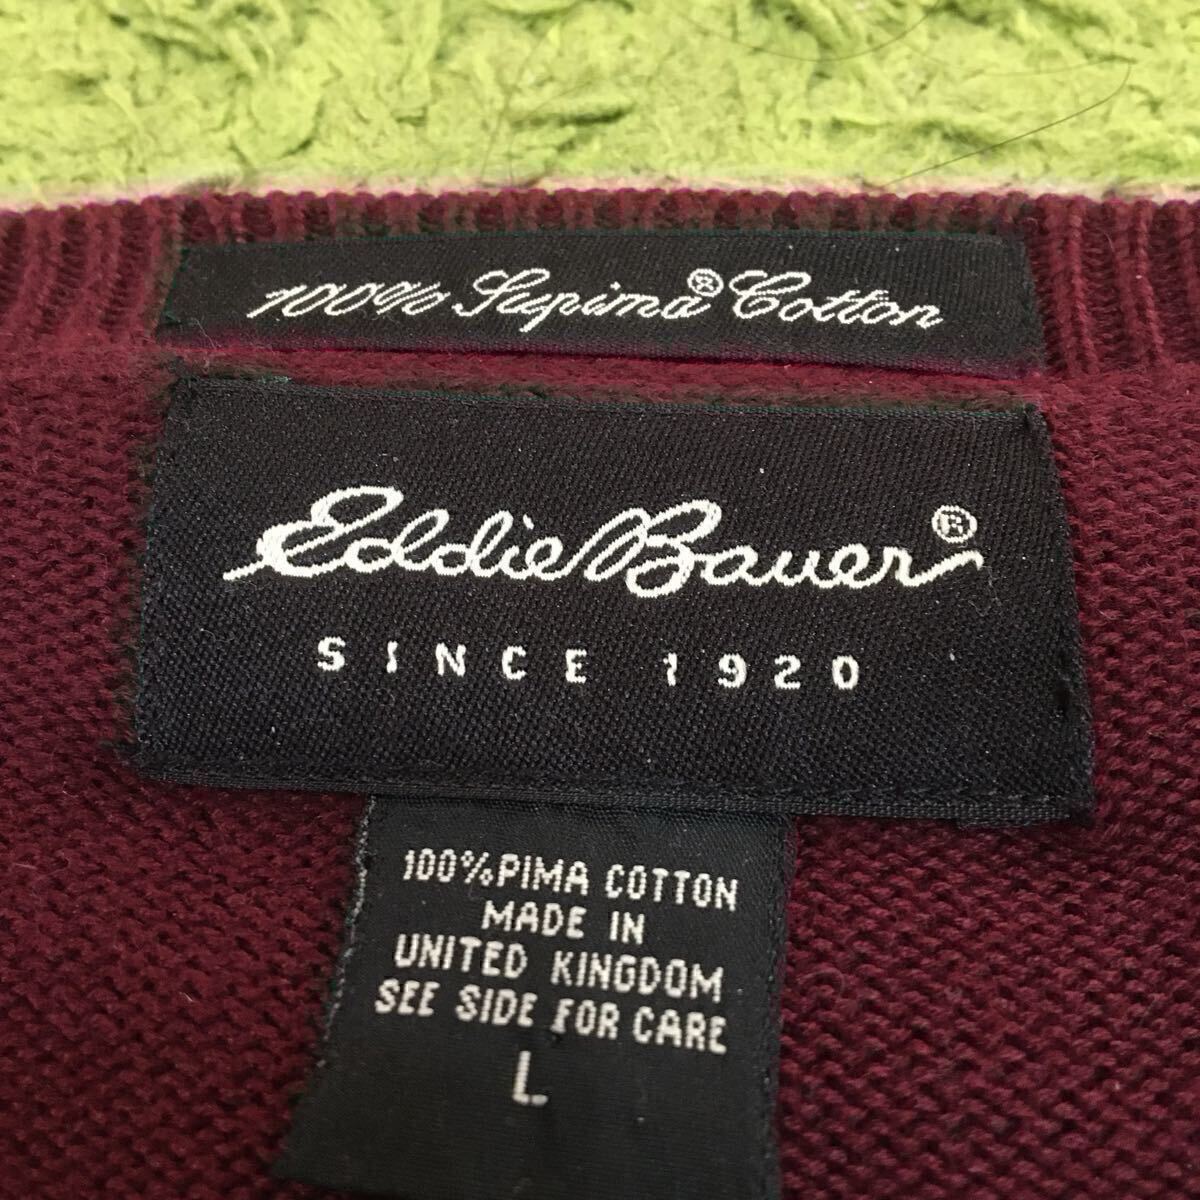 100% Supima® Cotton
Eddie Bauer®
SINCE 1920
100% PIMA COTTON
MADE IN
UNITED KINGDOM
SEE SIDE FOR CARE
L